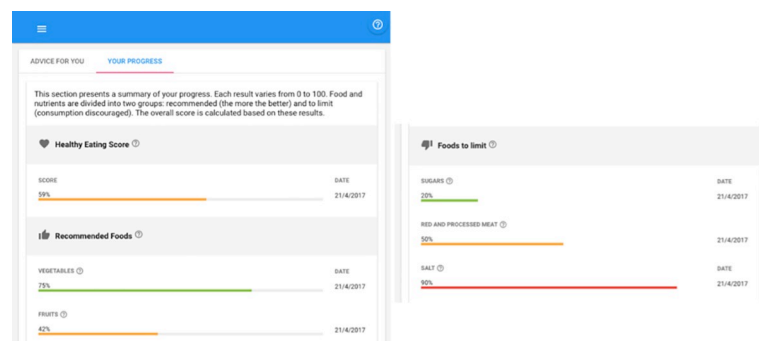 ADVICE FOR YOU
YOUR PROGRESS
This section presents a summary of your progress. Each result varies from 0 to 100. Food and
nutrients are divided into two groups: recommended (the more the better) and to limit
(consumption discouraged). The overall score is calculated based on these results.
Healthy Eating Score
SCORE DATE
59% 21/4/2017
Recommended Foods
VEGETABLES DATE
75% 21/4/2017
FRUITS
42% 21/4/2017
Foods to limit
SUGARS DATE
20% 21/4/2017
RED AND PROCESSED MEAT
50% 21/4/2017
SALT DATE
90% 21/4/2017